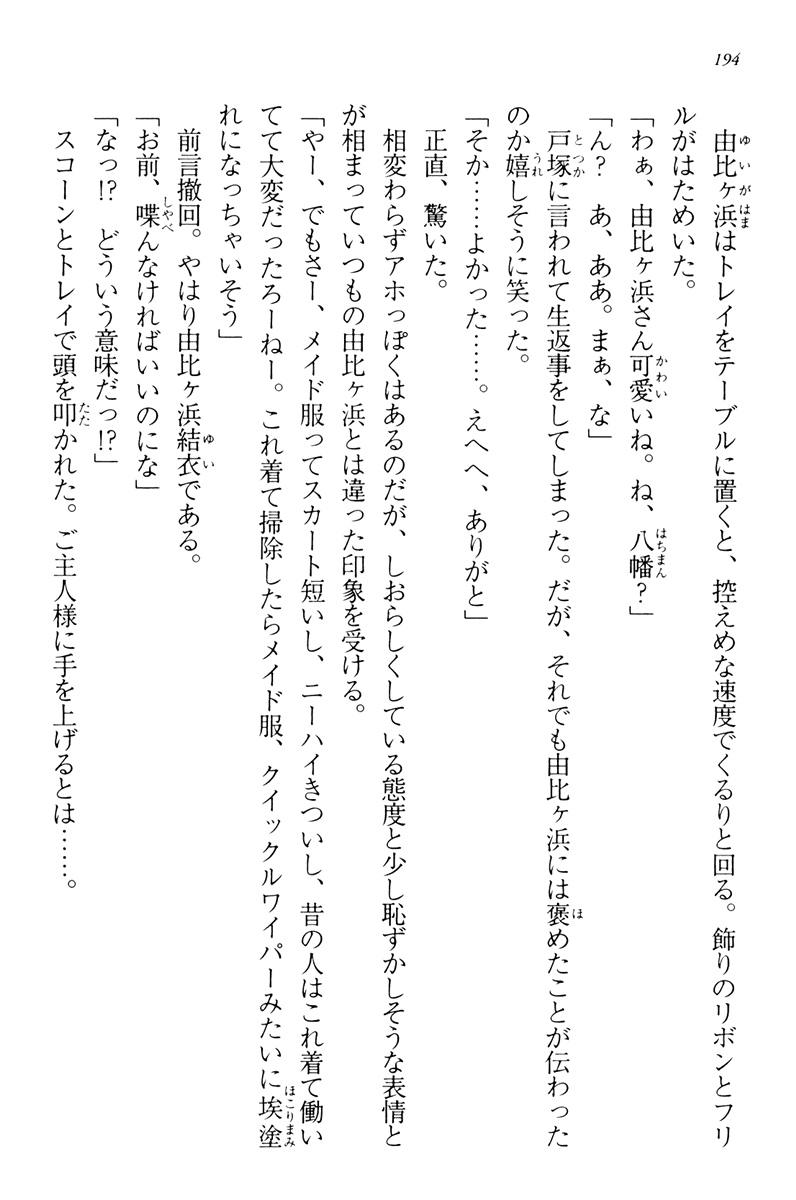 194
由比ヶ浜はトレイをテーブルに置くと、控えめな速度でくるりと回る。飾りのリボンとフリ
ルがはためいた。
「わぁ、由比ヶ浜さん可愛いね。ね、八幡？」
「ん？　あ、ああ。まぁ、な」
戸塚に言われて生返事をしてしまった。だが、それでも由比ヶ浜には褒めたことが伝わった
のか嬉しそうに笑った。
「そか……よかった……。えへへ、ありがと」
正直、驚いた。
相変わらずアホっぽくはあるのだが、しおらしくしている態度と少し恥ずかしそうな表情と
が相まっていつもの由比ヶ浜とは違った印象を受ける。
「やー、でもさー、メイド服ってスカート短いし、ニーハイきついし、昔の人はこれ着て働い
てて大変だったろーねー。これ着て掃除したらメイド服、クイックルワイパーみたいに埃塗
れになっちゃいそう」
前言撤回。やはり由比ヶ浜結衣である。
「お前、喋んなければいいのにな」
「なっ!?　どういう意味だっ!?」
スコーンとトレイで頭を叩かれた。ご主人様に手を上げるとは……。